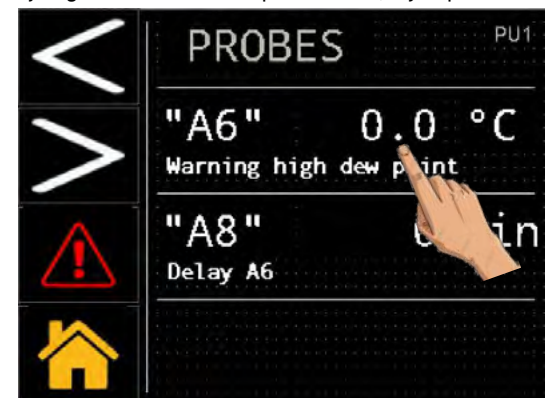 PROBES PU1
"A6" 0.0 °C
Warning high dew point
"A8"
Delay A6